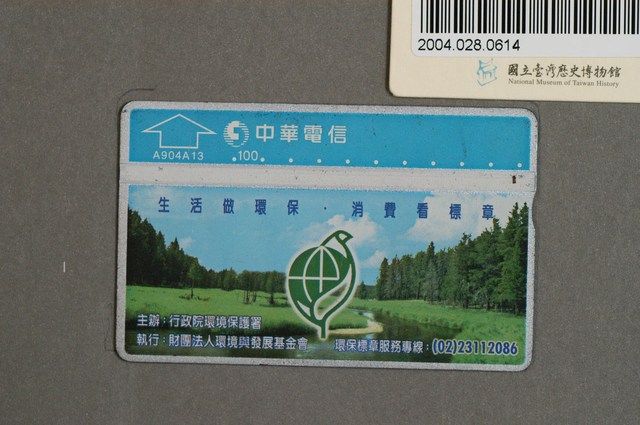 2004.028.0614
國立臺灣歷史博物館
National Museum of Taiwan History
中華電信
A904A13
100
生活做環保‧消費看標章
主辦：行政院環境保護署
執行：財團法人環境與發展基金會 環保標章服務專線：(02)23112086